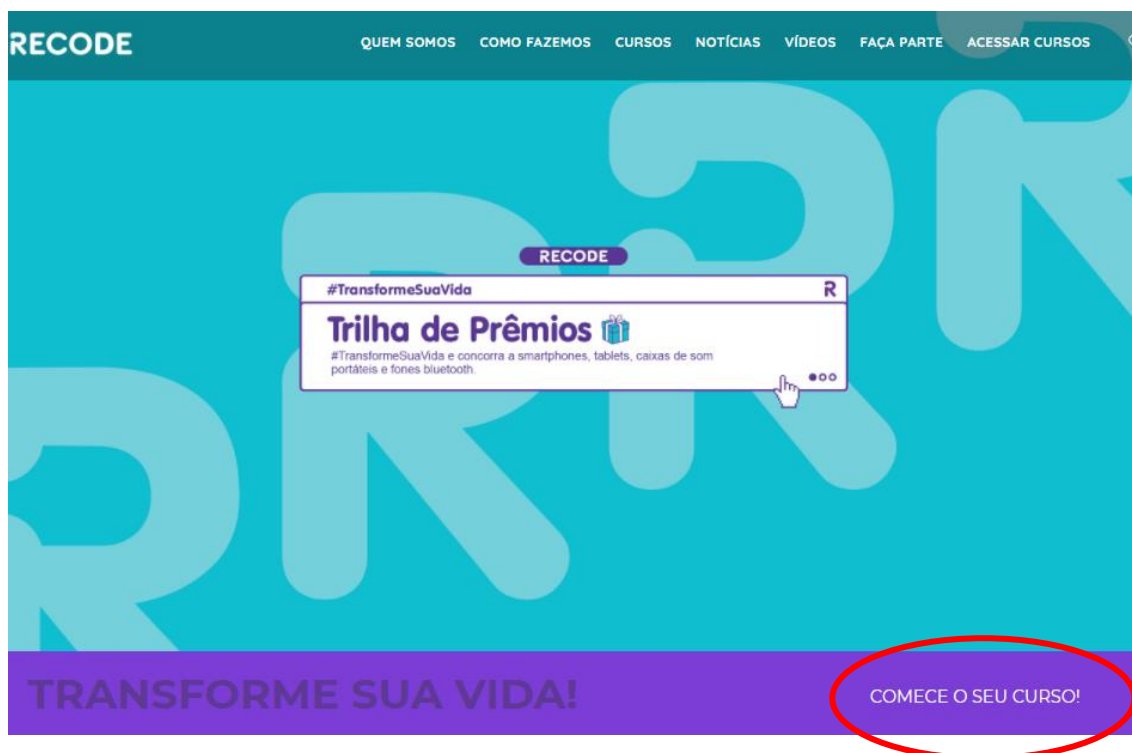 RECODE
QUEM SOMOS COMO FAZEMOS CURSOS NOTÍCIAS VÍDEOS FAÇA PARTE ACESSAR CURSOS
RECODE
#TransformeSuaVida R
Trilha de Prêmios
#TransformeSuaVida e concorra a smartphones, tablets, caixas de som
portáteis e fones bluetooth.
TRANSFORME SUA VIDA! COMECE O SEU CURSO!